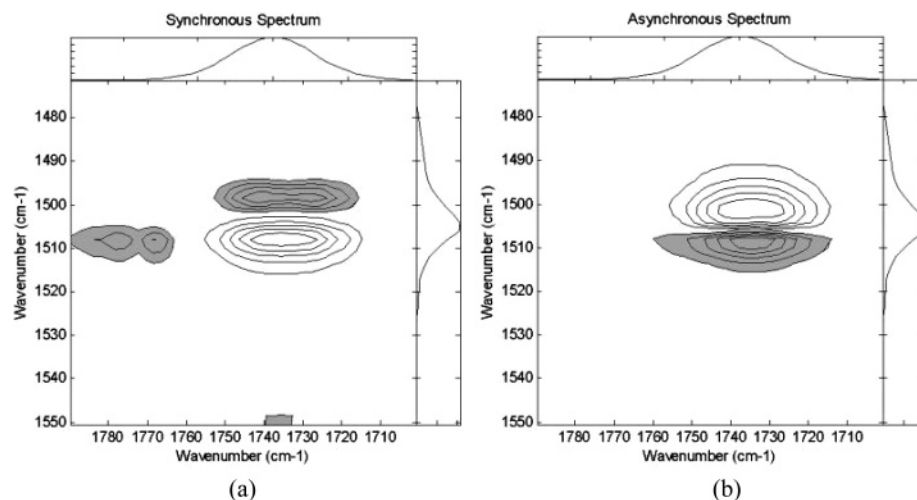 Synchronous Spectrum
1480
1490
1500
1510
1520
1530
1540
1550
Wavenumber (cm-1)
1780 1770 1760 1750 1740 1730 1720 1710
Wavenumber (cm-1)
(a)
Asynchronous Spectrum
1480
1490
1500
1510
1520
1530
1540
1550
Wavenumber (cm-1)
1780 1770 1760 1750 1740 1730 1720 1710
Wavenumber (cm-1)
(b)